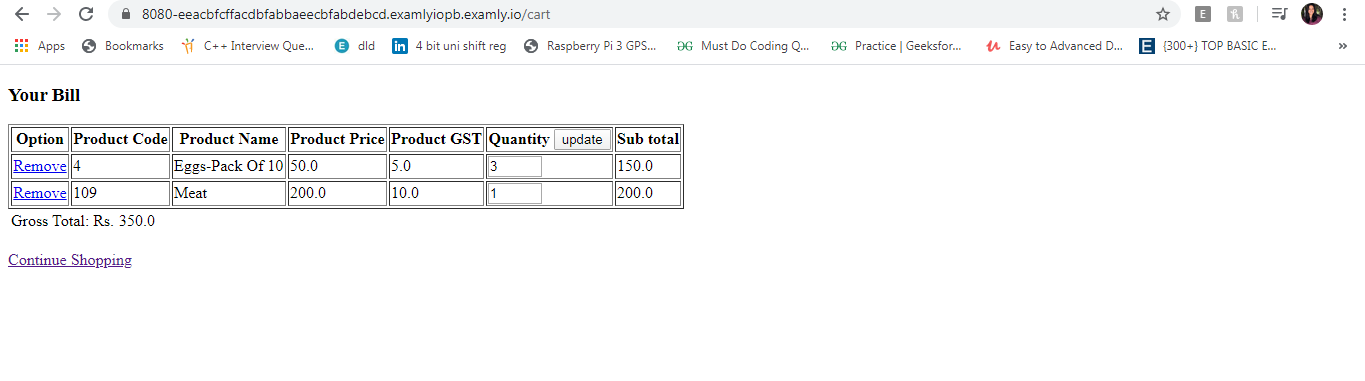 8080-eeacbfcffacdbfabbaeecbfabdebcd.examlyiopb.examly.io/cart
Apps Bookmarks C++ Interview Que... E dld in 4 bit uni shift reg Raspberry Pi 3 GPS... Must Do Coding Q... Practice | Geeksfor... Easy to Advanced D... E {300+} TOP BASIC E... »
Your Bill
Option Product Code Product Name Product Price Product GST Quantity update Sub total
Remove 4 Eggs-Pack Of 10 50.0 5.0 3 150.0
Remove 109 Meat 200.0 10.0 1 200.0
Gross Total: Rs. 350.0
Continue Shopping